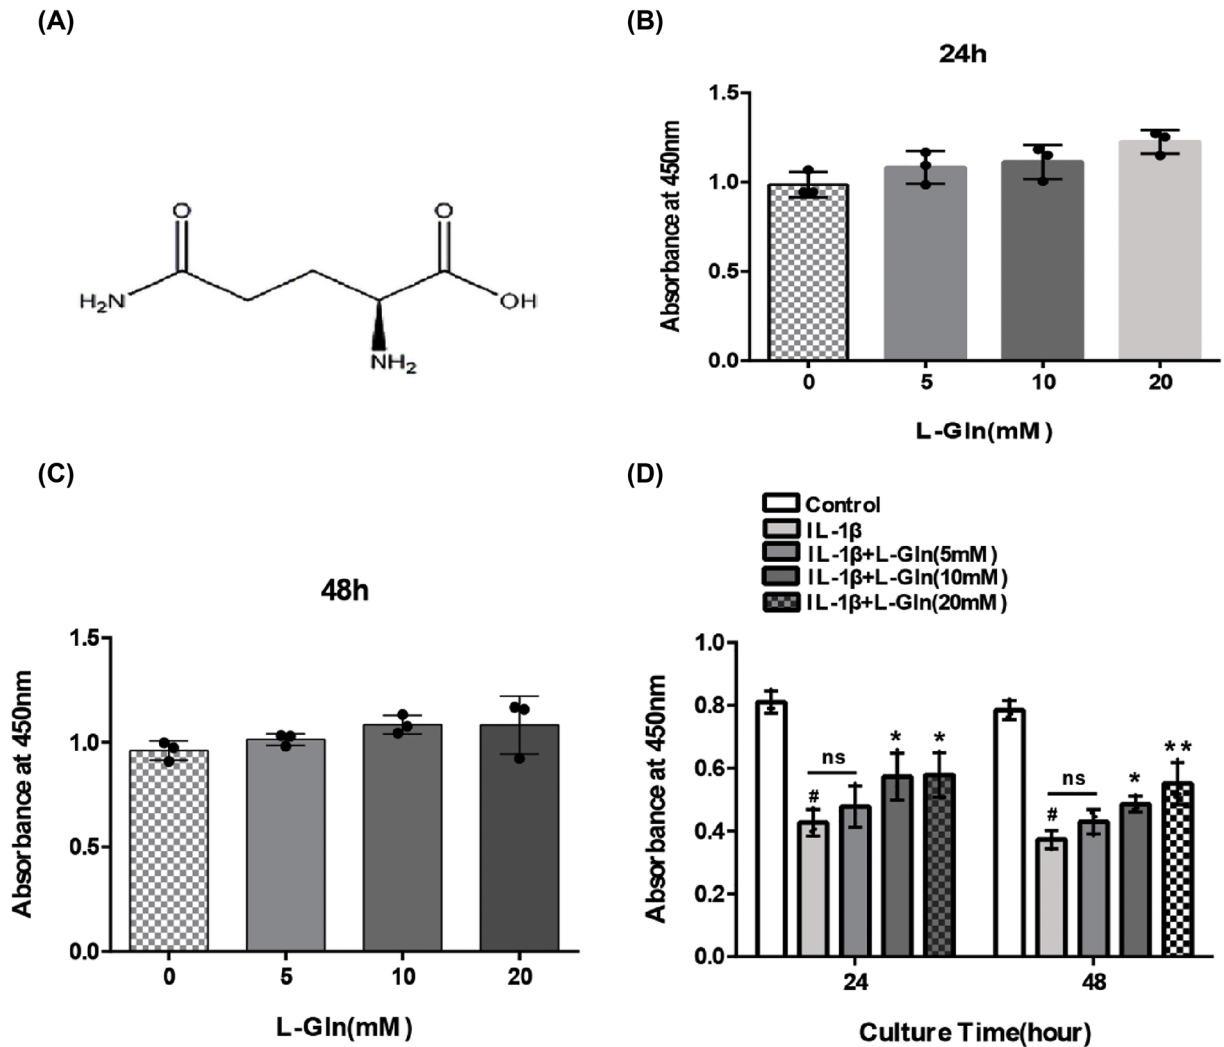 (A)
O
O
H₂N
OH
NH₂
(B)
24h
Absorbance at 450nm
1.5
1.0
0.5
0.0
0 5 10 20
L-Gln(mM)
(C)
48h
Absorbance at 450nm
1.5
1.0
0.5
0.0
0 5 10 20
L-Gln(mM)
(D)
Control
IL-1β
IL-1β+L-Gln(5mM)
IL-1β+L-Gln(10mM)
IL-1β+L-Gln(20mM)
Absorbance at 450nm
1.0
0.8
0.6
0.4
0.2
0.0
ns
#
*
*
ns
#
*
**
24 48
Culture Time(hour)